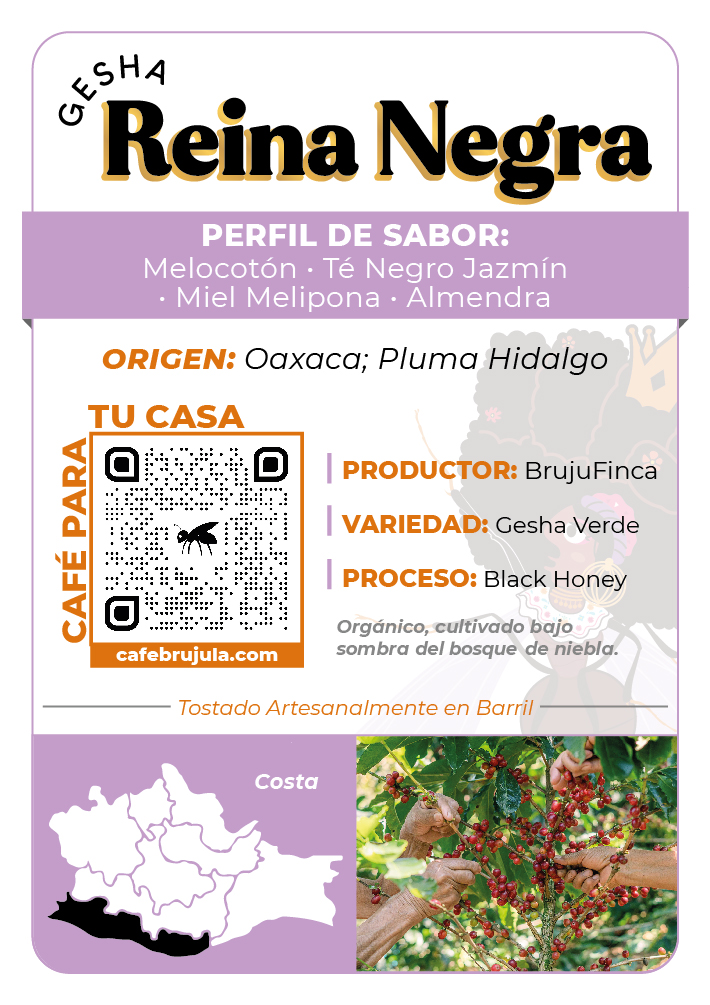 GESHA
Reina Negra
PERFIL DE SABOR:
Melocotón • Té Negro Jazmín
• Miel Melipona • Almendra
ORIGEN: Oaxaca; Pluma Hidalgo
CAFÉ PARA
TU CASA
cafebrujula.com
PRODUCTOR: BrujuFinca
VARIEDAD: Gesha Verde
PROCESO: Black Honey
Orgánico, cultivado bajo
sombra del bosque de niebla.
Tostado Artesanalmente en Barril
Costa